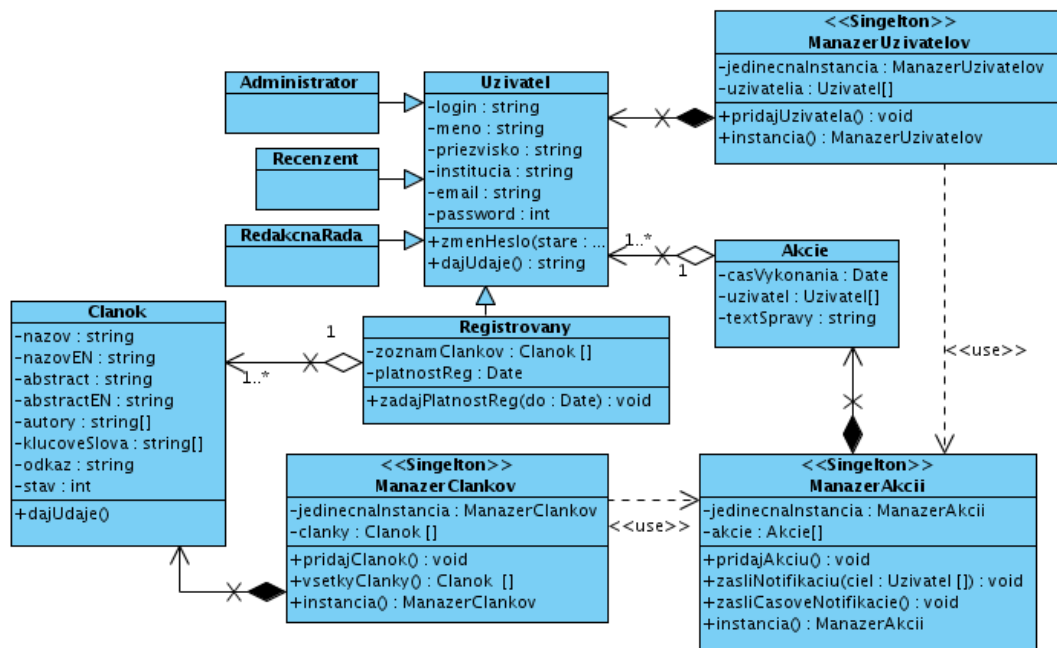 <<Singelton>>
ManazerUzivatelov
-jedinecnaInstancia : ManazerUzivatelov
-uzivatelia : Uzivatel[]
+pridajUzivatela() : void
+instancia() : ManazerUzivatelov
Administrator
Recenzent
RedakcnaRada
Uzivatel
-login : string
-meno : string
-priezvisko : string
-institucia : string
-email : string
-password : int
+zmenHeslo(stare : ...
+dajUdaje() : string
1..*
1
Akcie
-casVykonania : Date
-uzivatel : Uzivatel[]
-textSpravy : string
<<use>>
Clanok
-nazov : string
-nazovEN : string
-abstract : string
-abstractEN : string
-autory : string[]
-klucoveSlova : string[]
-odkaz : string
-stav : int
+dajUdaje()
1
1..*
Registrovany
-zoznamClankov : Clanok []
-platnostReg : Date
+zadajPlatnostReg(do : Date) : void
<<Singelton>>
ManazerClankov
-jedinecnaInstancia : ManazerClankov
-clanky : Clanok []
+pridajClanok() : void
+vsetkyClanky() : Clanok []
+instancia() : ManazerClankov
<<use>>
<<Singelton>>
ManazerAkcii
-jedinecnaInstancia : ManazerAkcii
-akcie : Akcie[]
+pridajAkciu() : void
+zasliNotifikaciu(ciel : Uzivatel []) : void
+zasliCasoveNotifikacie() : void
+instancia() : ManazerAkcii